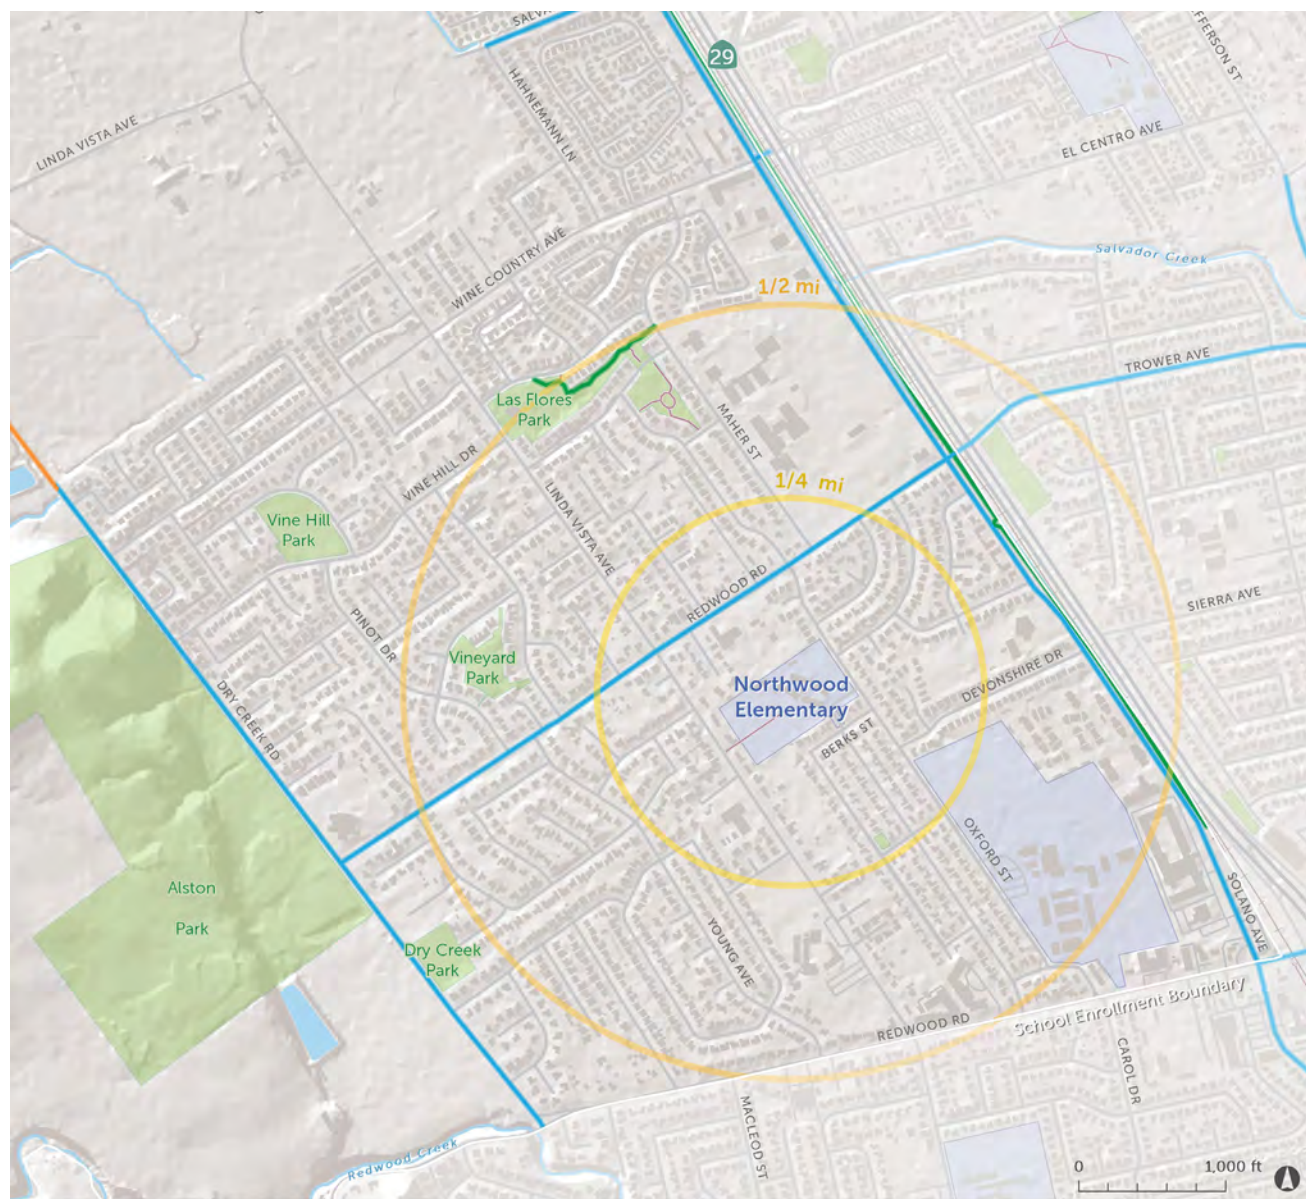 SALV
29
FFERSON ST
HAHNEMANN LN
LINDA VISTA AVE
EL CENTRO AVE
WINE COUNTRY AVE
Salvador Creek
1/2 mi
TROWER AVE
Las Flores
Park
MAHER ST
VINE HILL DR
1/4 mi
LINDA VISTA AVE
Vine Hill
Park
REDWOOD RD
SIERRA AVE
PINOT DR
Vineyard
Park
DEVONSHIRE DR
Northwood
Elementary
DRY CREEK RD
BERKS ST
OXFORD ST
Alston
Park
SOLANO AVE
YOUNG AVE
Dry Creek
Park
School Enrollment Boundary
REDWOOD RD
CAROL DR
MACLEOD ST
Redwood Creek
0 1,000 ft